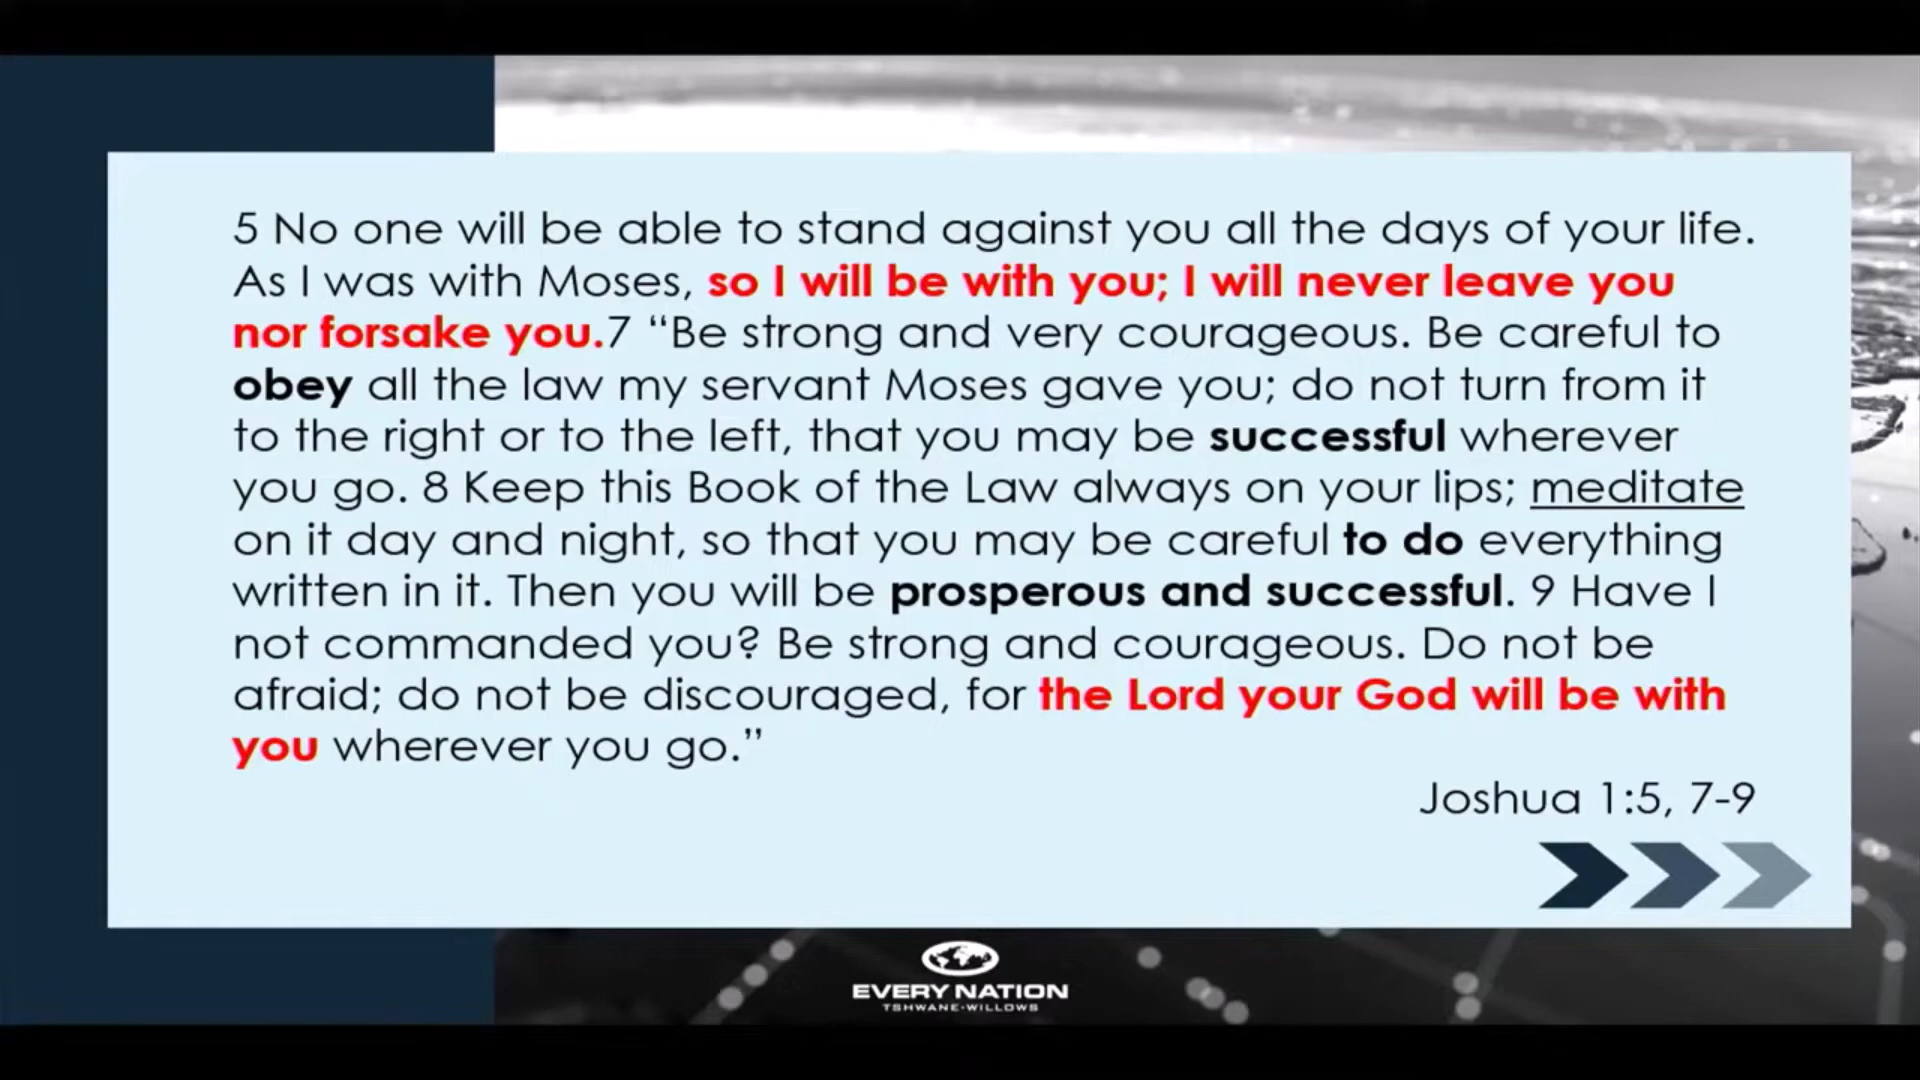 5 No one will be able to stand against you all the days of your life.
As I was with Moses, so I will be with you; I will never leave you
nor forsake you.7 “Be strong and very courageous. Be careful to
obey all the law my servant Moses gave you; do not turn from it
to the right or to the left, that you may be successful wherever
you go. 8 Keep this Book of the Law always on your lips; meditate
on it day and night, so that you may be careful to do everything
written in it. Then you will be prosperous and successful. 9 Have I
not commanded you? Be strong and courageous. Do not be
afraid; do not be discouraged, for the Lord your God will be with
you wherever you go.”
Joshua 1:5, 7-9
EVERY NATION
TSHWANE•WILLOWS